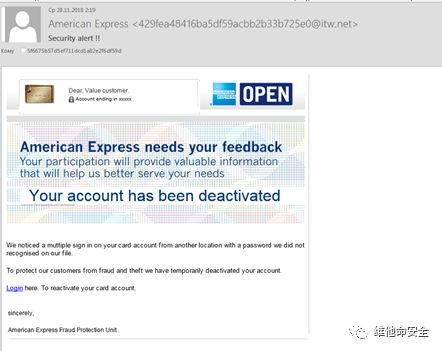 Ср 28.11.2018 2:19
American Express <429fea48416ba5df59acbb2b33b725e0@itw.net>
Security alert !!
Кому 5f6675b57d5ef711dcd1a82e2f6df59d
Dear, Value customer.
Account ending in xxxxx
AMERICAN EXPRESS
OPEN
American Express needs your feedback
Your participation will provide valuable information
that will help us better serve your needs
Your account has been deactivated
We noticed a muttiple sign in on your card account from another location with a password we did not
recognised on our file.
To protect our customers from fraud and theft we have temporarily deactivated your account.
Login here. To reactivate your card account.
sincerely,
American Express Fraud Protection Unit .
维他命安全